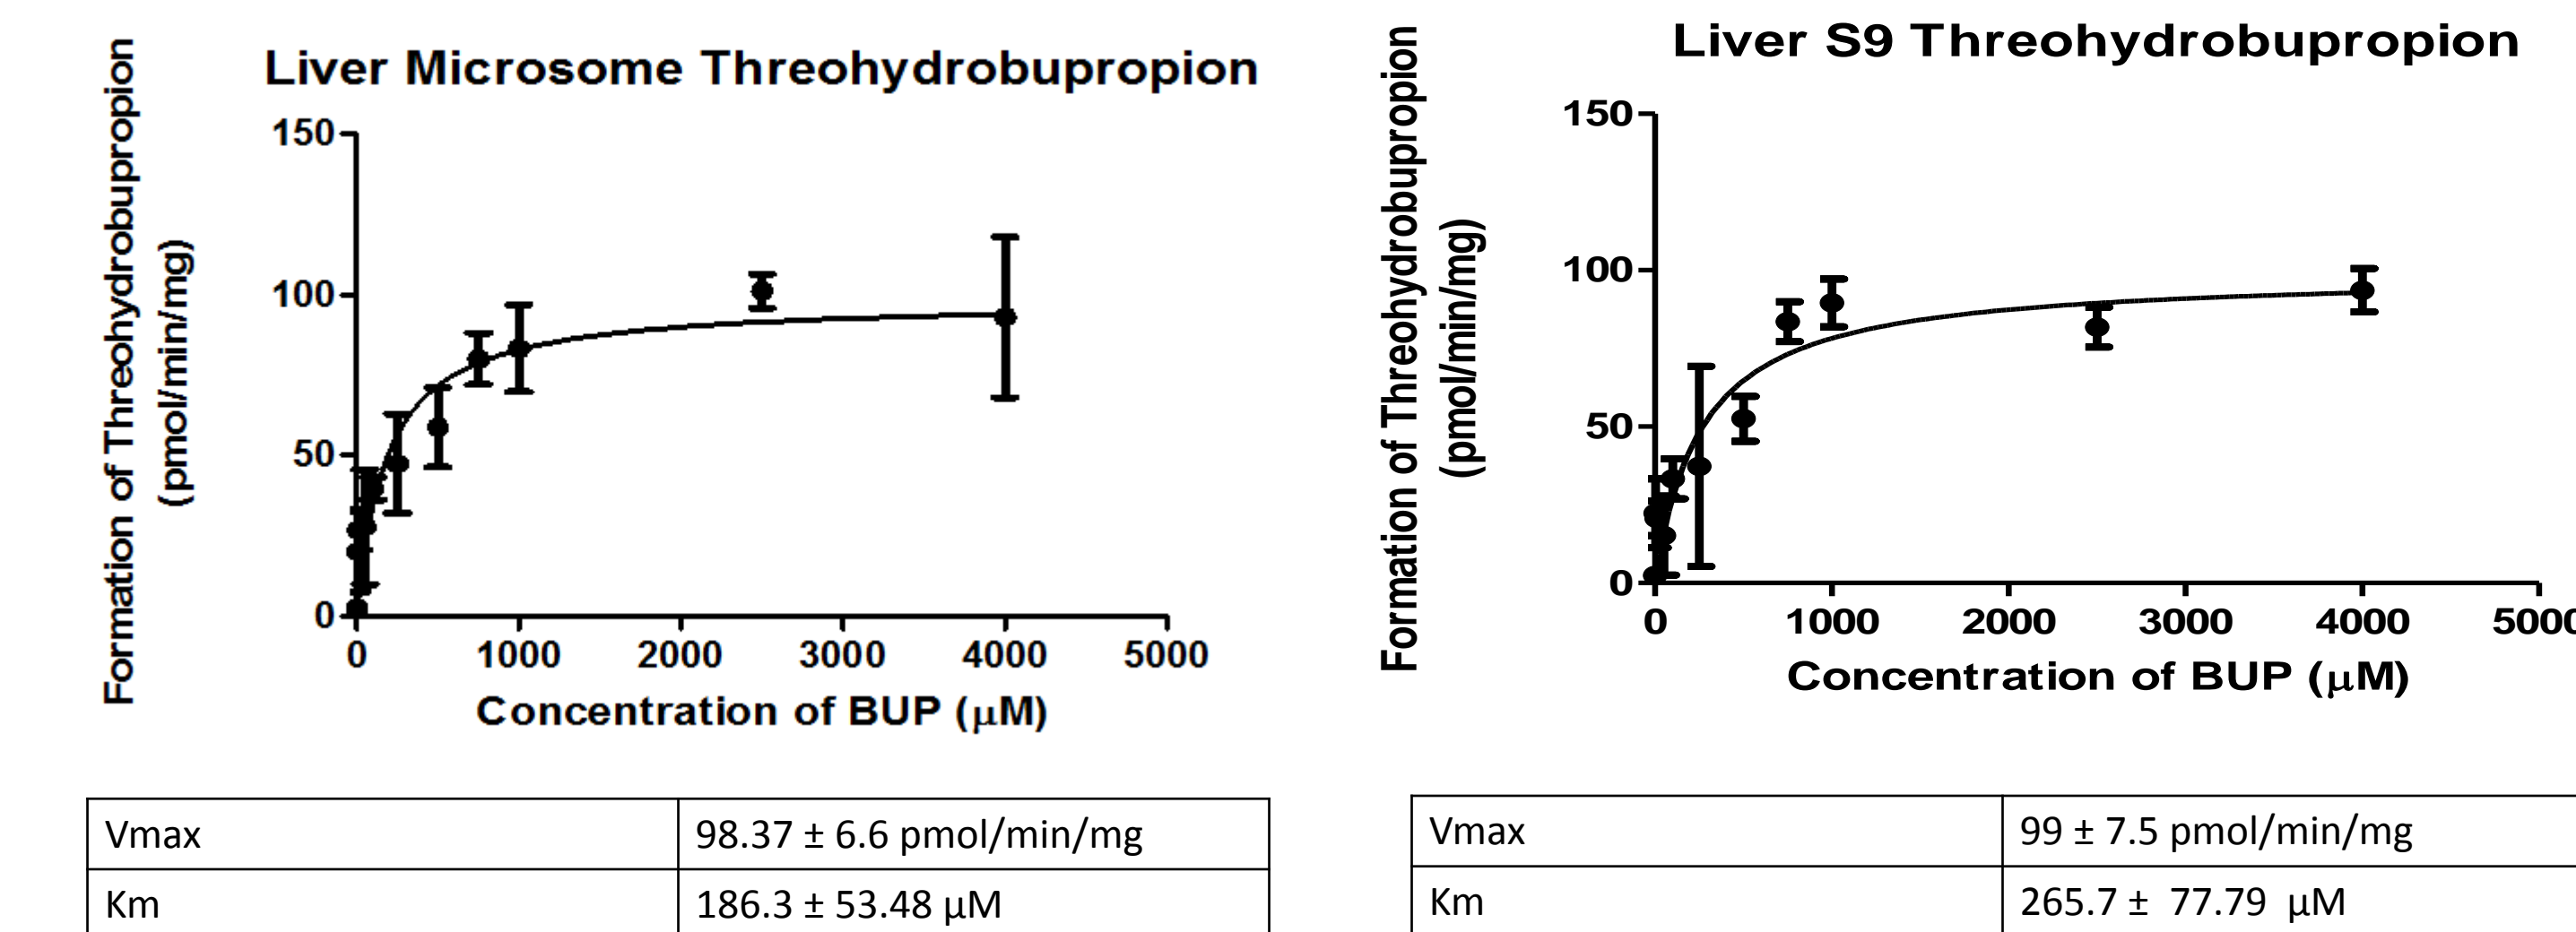 Liver Microsome Threohydrobupropion
Formation of Threohydrobupropion
(pmol/min/mg)
150
100
50
0
0 1000 2000 3000 4000 5000
Concentration of BUP (μM)
Vmax 98.37 ± 6.6 pmol/min/mg
Km 186.3 ± 53.48 μM
Liver S9 Threohydrobupropion
Formation of Threohydrobupropion
(pmol/min/mg)
150
100
50
0
0 1000 2000 3000 4000 5000
Concentration of BUP (μM)
Vmax 99 ± 7.5 pmol/min/mg
Km 265.7 ± 77.79 μM